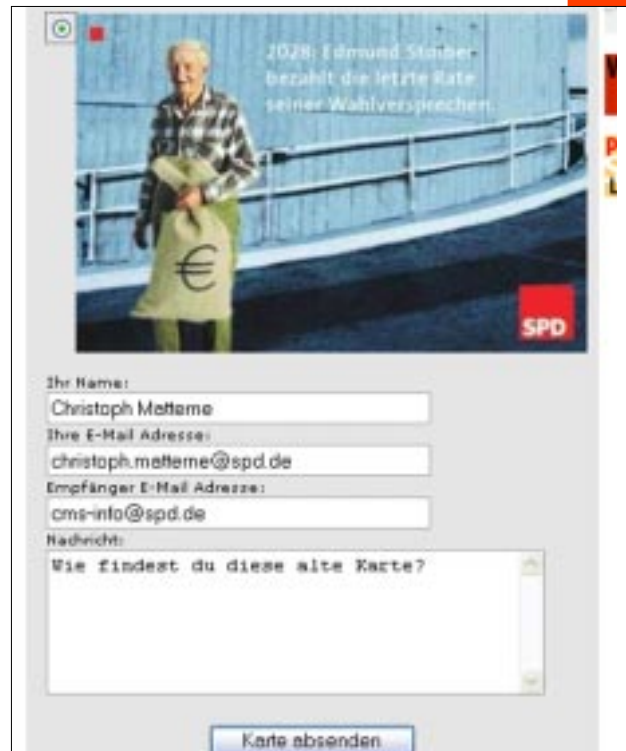 2028: Edmund Stoiber
bezahlt die letzte Rate
seiner Wahlversprechen.
€
SPD
Ihr Name:
Christoph Matterne
Ihre E-Mail Adresse:
christoph.matterne@spd.de
Empfänger E-Mail Adresse:
cms-info@spd.de
Nachricht:
Wie findest du diese alte Karte?
Karte absenden